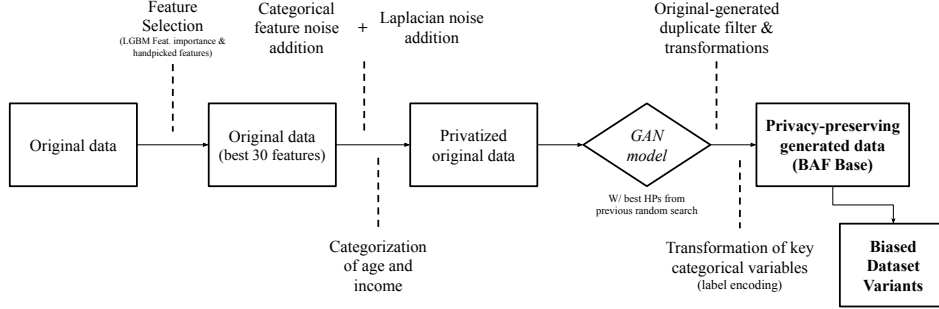 Feature
Selection
(LGBM Feat. importance &
handpicked features)
Categorical
feature noise
addition
+
Laplacian noise
addition
Original-generated
duplicate filter &
transformations
Original data
Original data
(best 30 features)
Privatized
original data
GAN
model
Privacy-preserving
generated data
(BAF Base)
W/ best HPs from
previous random search
Categorization
of age and
income
Transformation of key
categorical variables
(label encoding)
Biased
Dataset
Variants